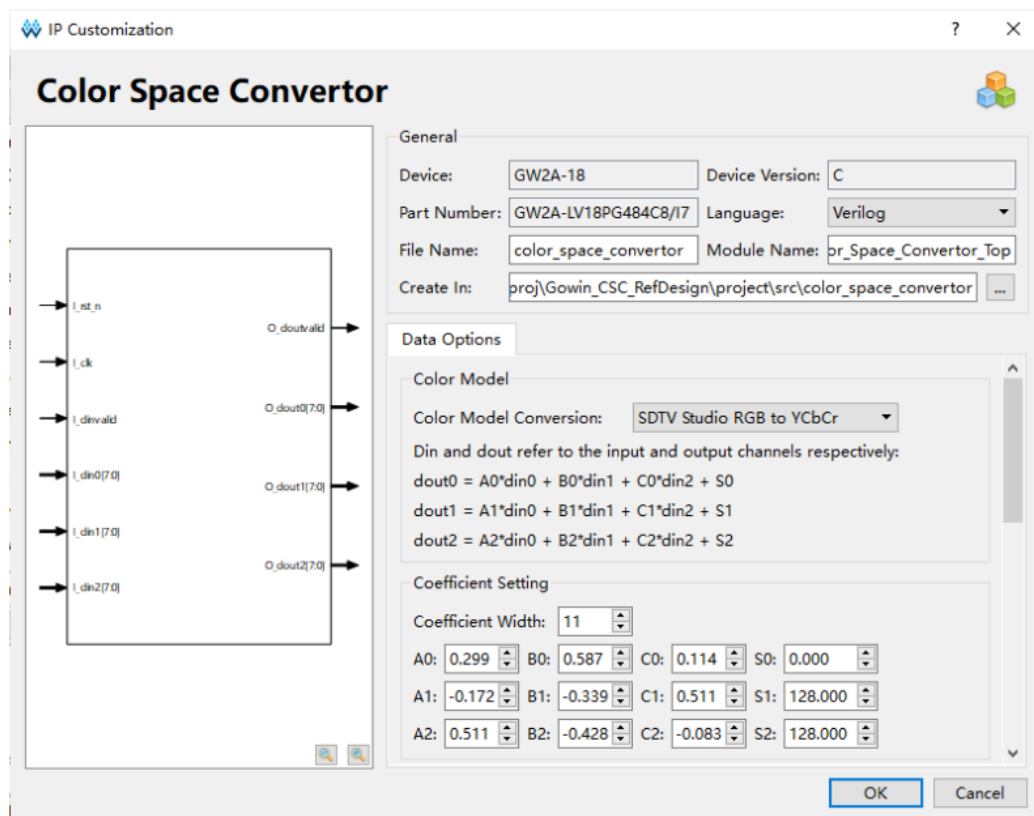 IP Customization ? ×
Color Space Convertor
I_rst_n
I_clk
I_dinvalid
I_din0[7:0]
I_din1[7:0]
I_din2[7:0]
O_doutvalid
O_dout0[7:0]
O_dout1[7:0]
O_dout2[7:0]
General
Device: GW2A-18 Device Version: C
Part Number: GW2A-LV18PG484C8/I7 Language: Verilog
File Name: color_space_convertor Module Name: or_Space_Convertor_Top
Create In: proj\Gowin_CSC_RefDesign\project\src\color_space_convertor ...
Data Options
Color Model
Color Model Conversion: SDTV Studio RGB to YCbCr
Din and dout refer to the input and output channels respectively:
dout0 = A0*din0 + B0*din1 + C0*din2 + S0
dout1 = A1*din0 + B1*din1 + C1*din2 + S1
dout2 = A2*din0 + B2*din1 + C2*din2 + S2
Coefficient Setting
Coefficient Width: 11
A0: 0.299 B0: 0.587 C0: 0.114 S0: 0.000
A1: -0.172 B1: -0.339 C1: 0.511 S1: 128.000
A2: 0.511 B2: -0.428 C2: -0.083 S2: 128.000
OK Cancel